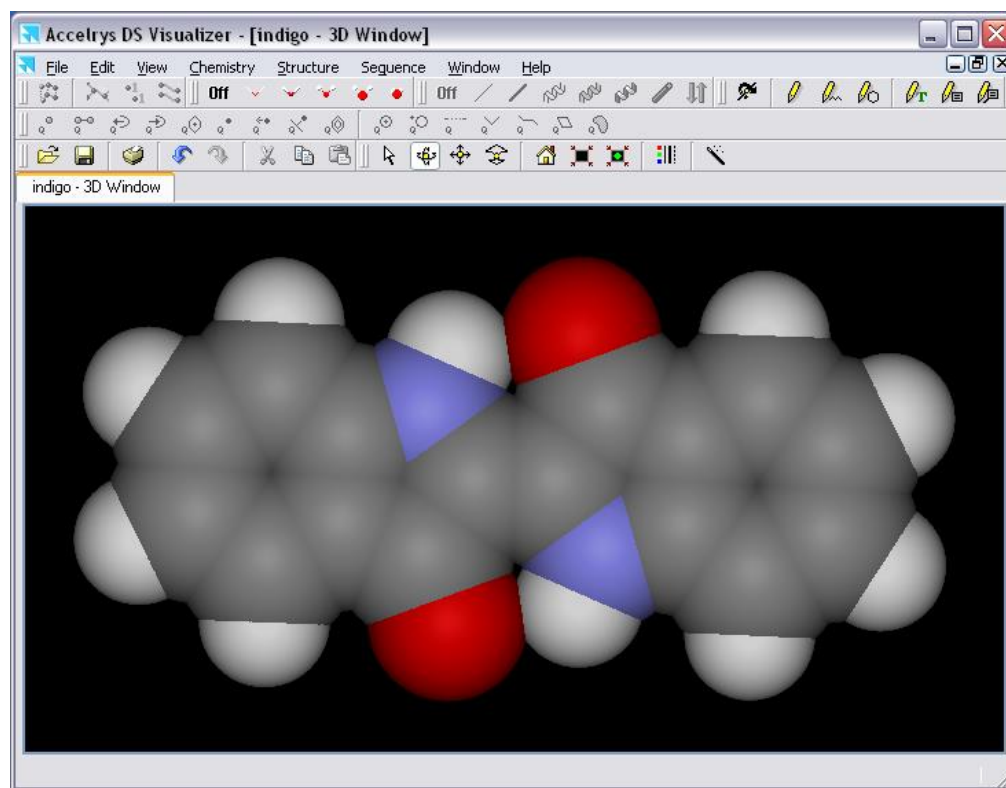 Accelrys DS Visualizer - [indigo - 3D Window]
File Edit View Chemistry Structure Sequence Window Help
Off Off
indigo - 3D Window